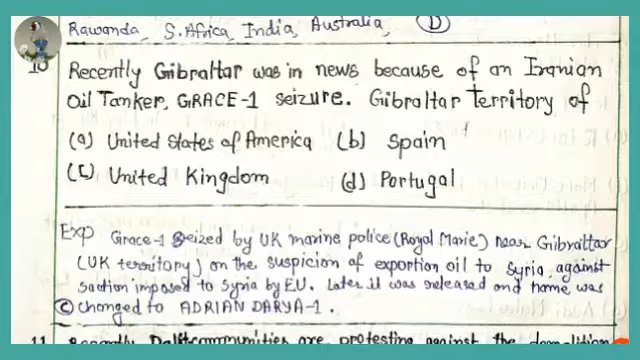 Rawanda, S.Africa, India, Australia, (D)
10 Recently Gibraltar was in news because of an Iranian
Oil Tanker, GRACE-1 seizure. Gibraltar territory of
(a) United States of America (b) Spain
(c) United Kingdom (d) Portugal
Exp Grace-1 Seized by UK marine police (Royal Marie) near Gibraltar
(UK territory) on the suspicion of exportion oil to Syria against
saction imposed to Syria by EU. Later it was released and name was
(C) changed to ADRIAN DARYA-1.
11 Recently Dalit communities are protesting against the demolition